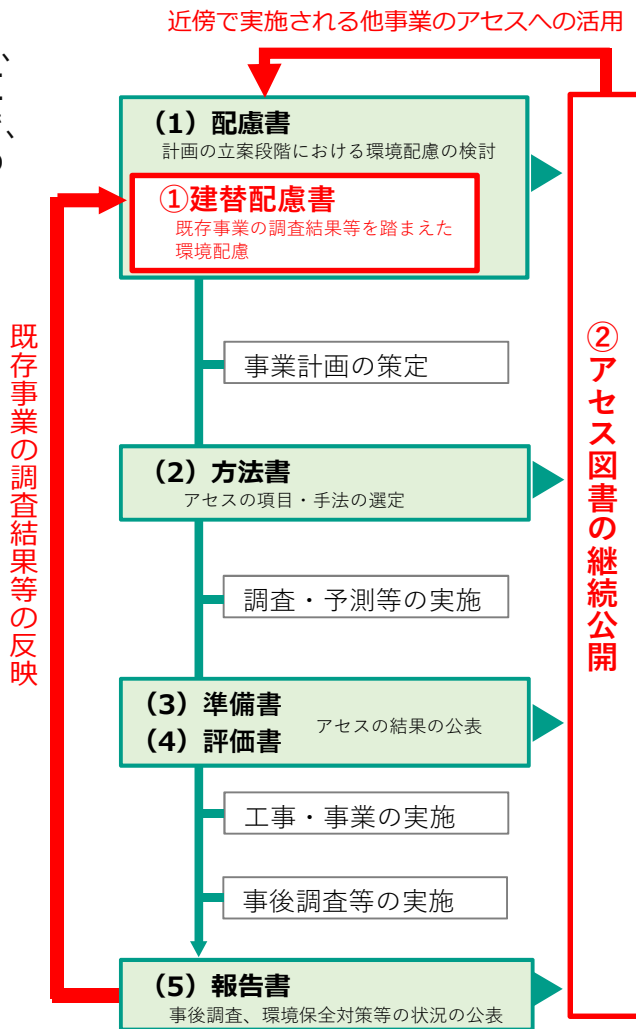 近傍で実施される他事業のアセスへの活用
(1)配慮書
計画の立案段階における環境配慮の検討
①建替配慮書
既存事業の調査結果等を踏まえた
環境配慮
事業計画の策定
(2)方法書
アセスの項目・手法の選定
調査・予測等の実施
(3)準備書
(4)評価書
アセスの結果の公表
工事・事業の実施
事後調査等の実施
(5)報告書
事後調査、環境保全対策等の状況の公表
既存事業の調査結果等の反映
②アセス図書の継続公開